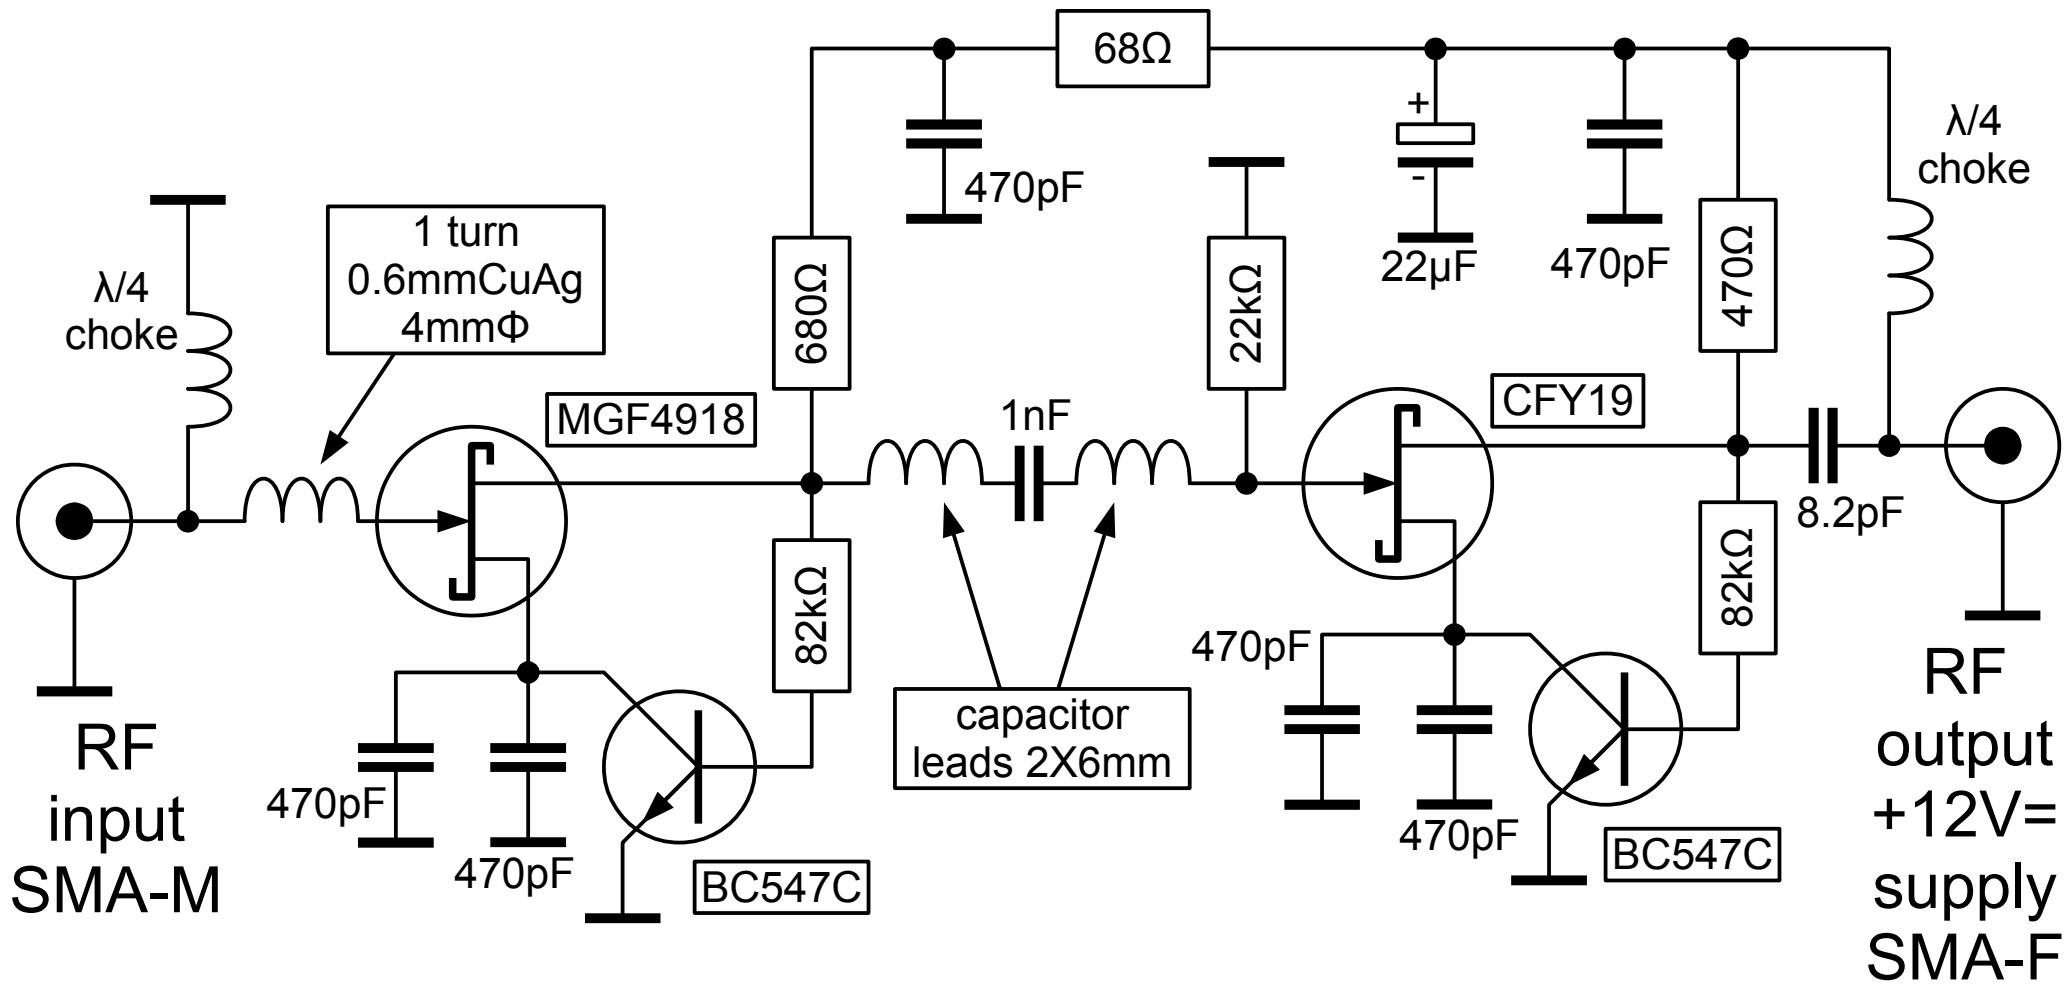 68Ω
+
-
22µF
470pF
470pF
λ/4
choke
1 turn
0.6mmCuAg
4mmΦ
λ/4
choke
680Ω
22kΩ
470Ω
MGF4918
1nF
CFY19
8.2pF
82kΩ
82kΩ
capacitor
leads 2X6mm
470pF
470pF
BC547C
470pF
470pF
BC547C
RF
input
SMA-M
RF
output
+12V=
supply
SMA-F